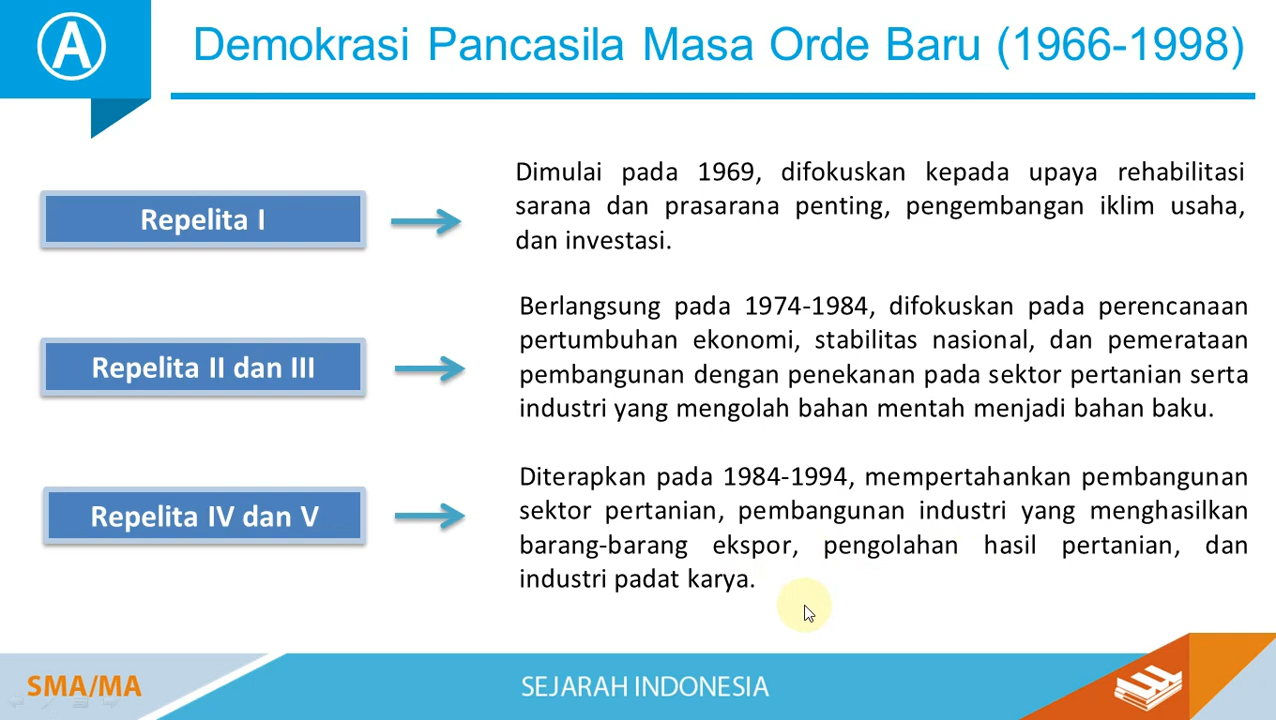 A
Demokrasi Pancasila Masa Orde Baru (1966-1998)
Repelita I
Dimulai pada 1969, difokuskan kepada upaya rehabilitasi
sarana dan prasarana penting, pengembangan iklim usaha,
dan investasi.
Repelita II dan III
Berlangsung pada 1974-1984, difokuskan pada perencanaan
pertumbuhan ekonomi, stabilitas nasional, dan pemerataan
pembangunan dengan penekanan pada sektor pertanian serta
industri yang mengolah bahan mentah menjadi bahan baku.
Repelita IV dan V
Diterapkan pada 1984-1994, mempertahankan pembangunan
sektor pertanian, pembangunan industri yang menghasilkan
barang-barang ekspor, pengolahan hasil pertanian, dan
industri padat karya.
SMA/MA
SEJARAH INDONESIA